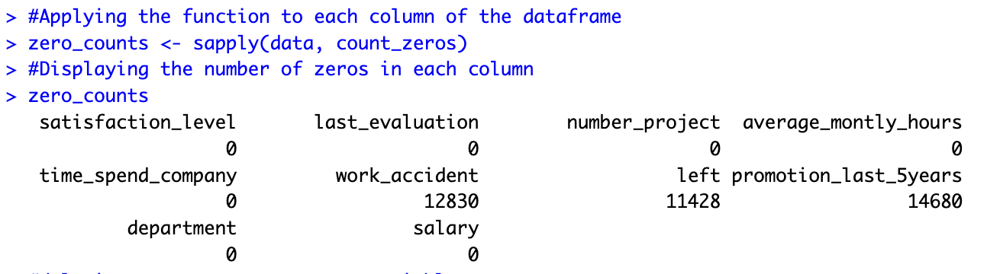 > #Applying the function to each column of the dataframe
> zero_counts <- sapply(data, count_zeros)
> #Displaying the number of zeros in each column
> zero_counts
satisfaction_level last_evaluation number_project average_montly_hours
0 0 0 0
time_spend_company work_accident left promotion_last_5years
0 12830 11428 14680
department salary
0 0